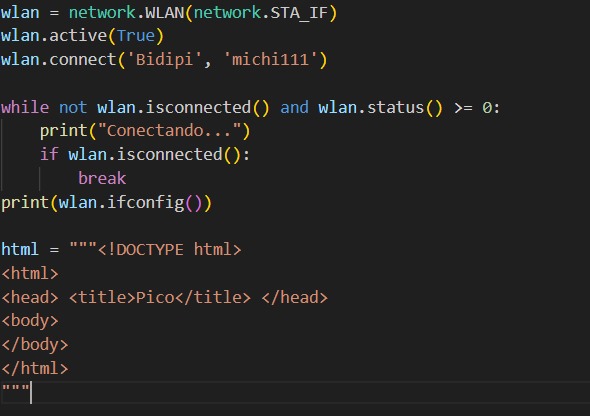 wlan = network.WLAN(network.STA_IF)
wlan.active(True)
wlan.connect('Bidipi', 'michi111')

while not wlan.isconnected() and wlan.status() >= 0:
    print("Conectando...")
    if wlan.isconnected():
        break
print(wlan.ifconfig())

html = """<!DOCTYPE html>
<html>
<head> <title>Pico</title> </head>
<body>
</body>
</html>
"""